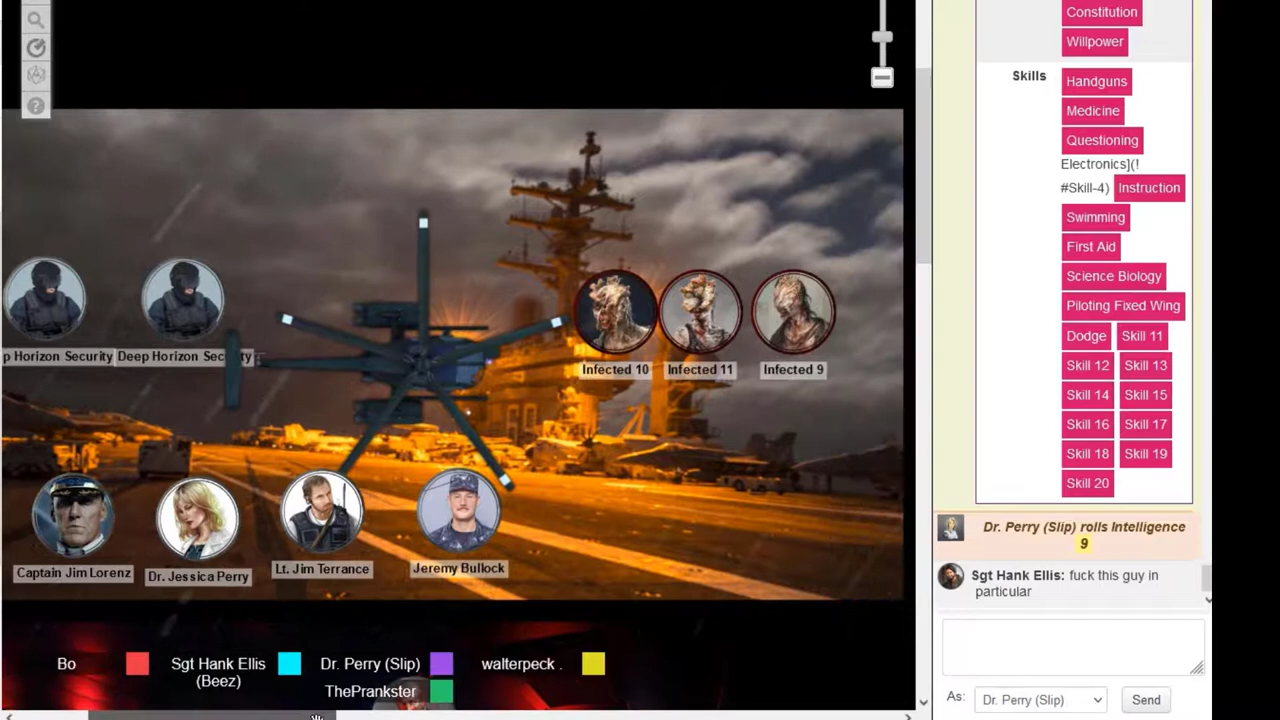 Constitution
Willpower
Skills
Handguns
Medicine
Questioning
Electronics](!
#Skill-4) Instruction
Swimming
First Aid
Science Biology
Piloting Fixed Wing
Dodge Skill 11
Skill 12 Skill 13
Skill 14 Skill 15
Skill 16 Skill 17
Skill 18 Skill 19
Skill 20
p Horizon Security Deep Horizon Security
Infected 10 Infected 11 Infected 9
Captain Jim Lorenz Dr. Jessica Perry Lt. Jim Terrance Jeremy Bullock
Dr. Perry (Slip) rolls Intelligence
9
Sgt Hank Ellis: fuck this guy in
particular
Bo Sgt Hank Ellis Dr. Perry (Slip) walterpeck .
(Beez)
ThePrankster
As: Dr. Perry (Slip) Send